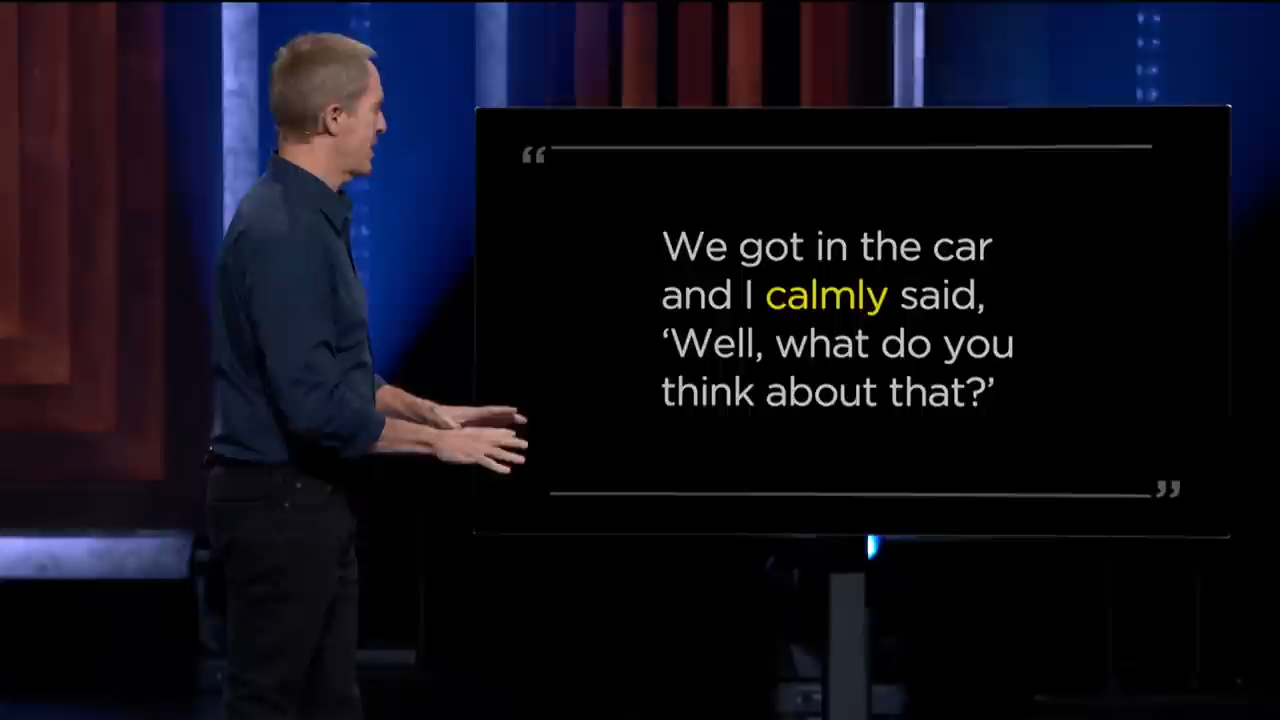 “
We got in the car
and I calmly said,
‘Well, what do you
think about that?’
”